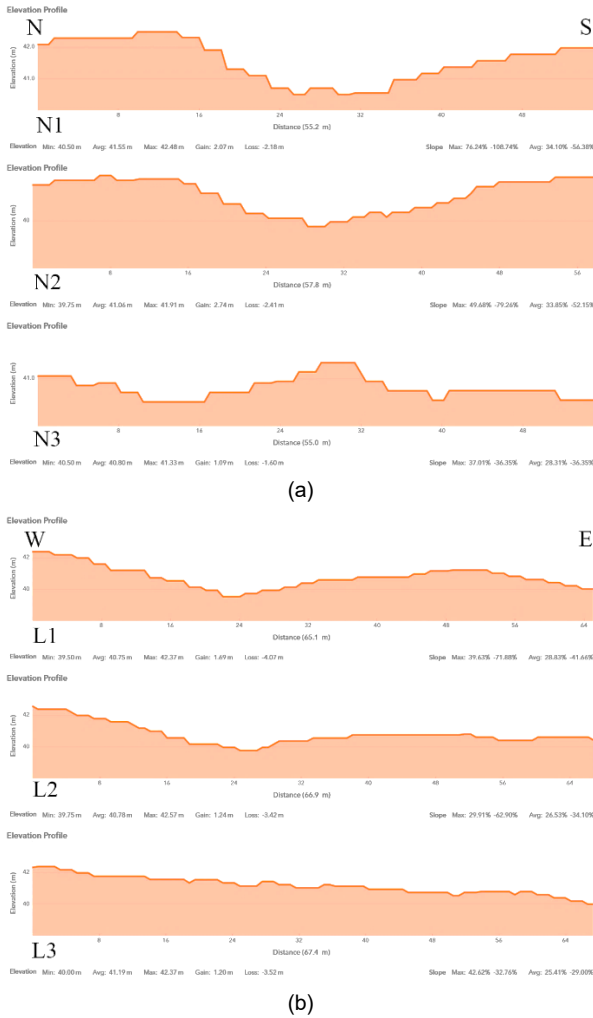 Elevation Profile
N S
42.0
41.0
Elevation (m)
8 16 24 32 40 48
Distance (55.2 m)
N1
Elevation Min: 40.50 m Avg: 41.55 m Max: 42.48 m Gain: 2.07 m Loss: -2.18 m Slope Max: 76.24% -108.74% Avg: 34.10% -56.38%
Elevation Profile
40
Elevation (m)
8 16 24 32 40 48 56
Distance (57.8 m)
N2
Elevation Min: 39.75 m Avg: 41.06 m Max: 41.91 m Gain: 2.74 m Loss: -2.41 m Slope Max: 49.68% -79.26% Avg: 33.85% -52.15%
Elevation Profile
41.0
Elevation (m)
8 16 24 32 40 48
Distance (55.0 m)
N3
Elevation Min: 40.50 m Avg: 40.80 m Max: 41.33 m Gain: 1.09 m Loss: -1.60 m Slope Max: 37.01% -36.35% Avg: 28.31% -36.35%
(a)
Elevation Profile
W E
42
40
Elevation (m)
8 16 24 32 40 48 56 64
Distance (65.1 m)
L1
Elevation Min: 39.50 m Avg: 40.75 m Max: 42.37 m Gain: 1.69 m Loss: -4.07 m Slope Max: 39.63% -71.88% Avg: 28.83% -41.66%
Elevation Profile
42
40
Elevation (m)
8 16 24 32 40 48 56 64
Distance (66.9 m)
L2
Elevation Min: 39.75 m Avg: 40.78 m Max: 42.57 m Gain: 1.24 m Loss: -3.42 m Slope Max: 29.91% -62.90% Avg: 26.53% -34.10%
Elevation Profile
42
40
Elevation (m)
8 16 24 32 40 48 56 64
Distance (67.4 m)
L3
Elevation Min: 40.00 m Avg: 41.19 m Max: 42.37 m Gain: 1.20 m Loss: -3.52 m Slope Max: 42.62% -32.76% Avg: 25.41% -29.00%
(b)